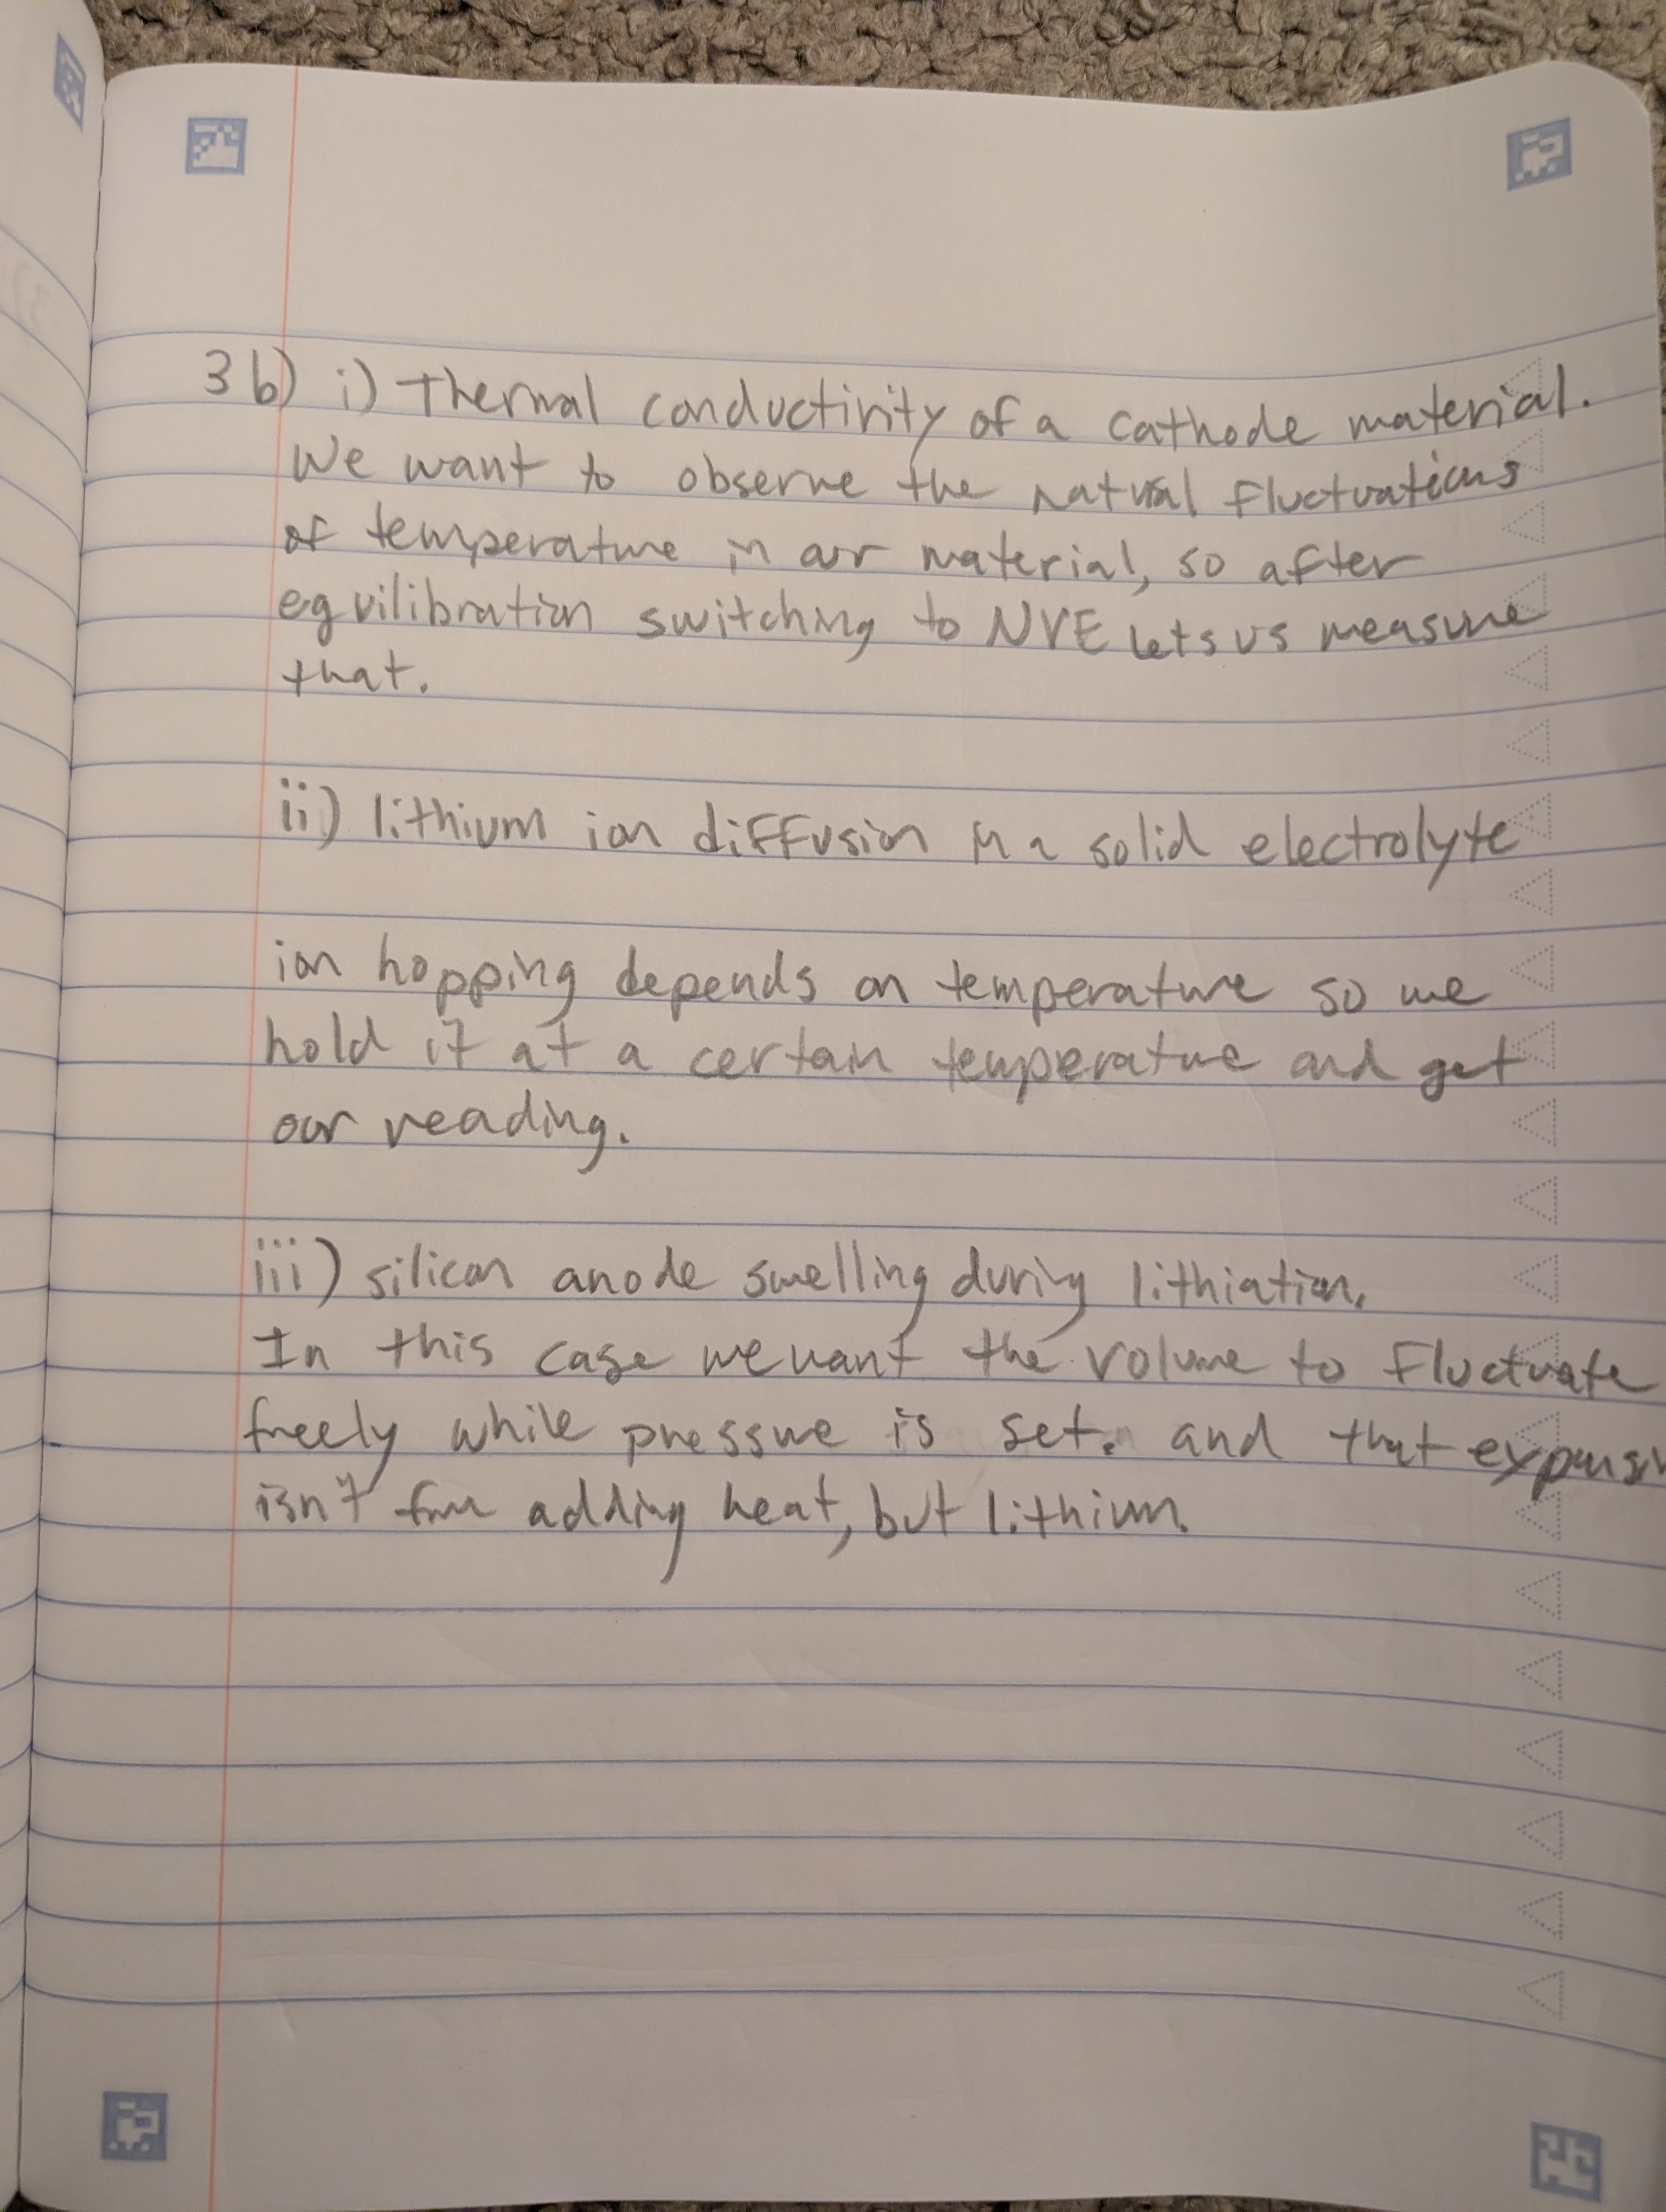 3b) i) Thermal conductivity of a cathode material.
We want to observe the natural fluctuations
of temperature in our material, so after
equilibration switching to NVE lets us measure
that.
ii) lithium ion diffusion in a solid electrolyte
ion hopping depends on temperature so we
hold it at a certain temperature and get
our reading.
iii) silicon anode swelling during lithiation.
In this case we want the volume to fluctuate
freely while pressure is set. and that expansi
isn't from adding heat, but lithium.